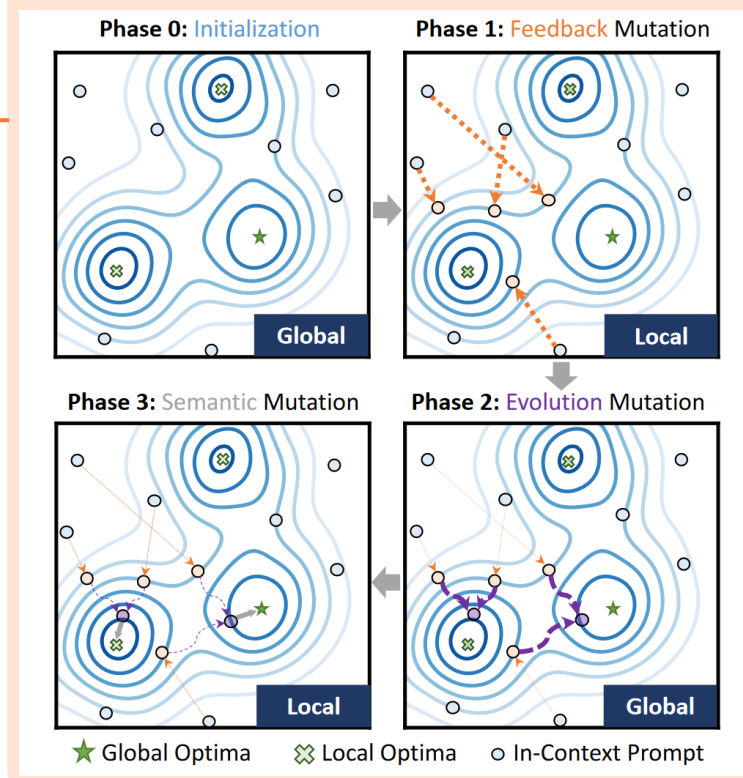 Phase 0: Initialization
Phase 1: Feedback Mutation
Global
Local
Phase 3: Semantic Mutation
Phase 2: Evolution Mutation
Local
Global
Global Optima
Local Optima
In-Context Prompt